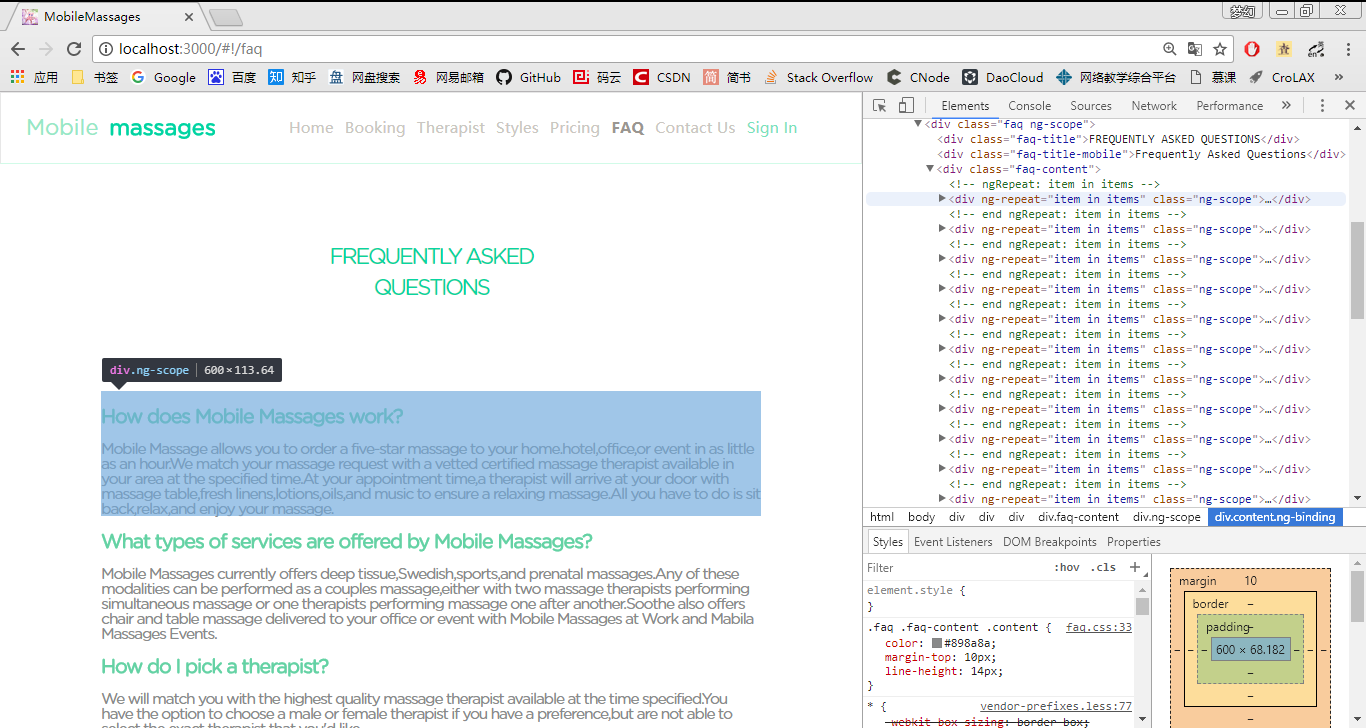 MobileMassages
梦幻
localhost:3000/#!/faq
应用 书签 Google 百度 知乎 网盘搜索 网易邮箱 GitHub 码云 CSDN 简书 Stack Overflow CNode DaoCloud 网络教学综合平台 慕课 CroLAX »
Mobile massages Home Booking Therapist Styles Pricing FAQ Contact Us Sign In
FREQUENTLY ASKED
QUESTIONS
div.ng-scope | 600×113.64
How does Mobile Massages work?
Mobile Massage allows you to order a five-star massage to your home.hotel,office,or event in as little
as an hour.We match your massage request with a vetted certified massage therapist available in
your area at the specified time.At your appointment time,a therapist will arrive at your door with
massage table,fresh linens,lotions,oils,and music to ensure a relaxing massage.All you have to do is sit
back,relax,and enjoy your massage.
What types of services are offered by Mobile Massages?
Mobile Massages currently offers deep tissue,Swedish,sports,and prenatal massages.Any of these
modalities can be performed as a couples massage,either with two massage therapists performing
simultaneous massage or one therapists performing massage one after another.Soothe also offers
chair and table massage delivered to your office or event with Mobile Massages at Work and Mabila
Massages Events.
How do I pick a therapist?
We will match you with the highest quality massage therapist available at the time specified.You
have the option to choose a male or female therapist if you have a preference,but are not able to
select the exact therapist that you'd like.
Elements Console Sources Network Performance »
<div class="faq ng-scope">
<div class="faq-title">FREQUENTLY ASKED QUESTIONS</div>
<div class="faq-title-mobile">Frequently Asked Questions</div>
<div class="faq-content">
<!-- ngRepeat: item in items -->
<div ng-repeat="item in items" class="ng-scope">…</div>
<!-- end ngRepeat: item in items -->
<div ng-repeat="item in items" class="ng-scope">…</div>
<!-- end ngRepeat: item in items -->
<div ng-repeat="item in items" class="ng-scope">…</div>
<!-- end ngRepeat: item in items -->
<div ng-repeat="item in items" class="ng-scope">…</div>
<!-- end ngRepeat: item in items -->
<div ng-repeat="item in items" class="ng-scope">…</div>
<!-- end ngRepeat: item in items -->
<div ng-repeat="item in items" class="ng-scope">…</div>
<!-- end ngRepeat: item in items -->
<div ng-repeat="item in items" class="ng-scope">…</div>
<!-- end ngRepeat: item in items -->
<div ng-repeat="item in items" class="ng-scope">…</div>
<!-- end ngRepeat: item in items -->
<div ng-repeat="item in items" class="ng-scope">…</div>
<!-- end ngRepeat: item in items -->
<div ng-repeat="item in items" class="ng-scope">…</div>
<!-- end ngRepeat: item in items -->
<div ng-repeat="item in items" class="ng-scope">…</div>
html body div div div div.faq-content div.ng-scope div.content.ng-binding
Styles Event Listeners DOM Breakpoints Properties
Filter :hov .cls +
element.style {
}
.faq .faq-content .content { faq.css:33
color: #898a8a;
margin-top: 10px;
line-height: 14px;
}
* { vendor-prefixes.less:77
-webkit-box-sizing: border-box;
margin 10
border –
padding –
– – – 600 × 68.182 – – –
–
–
–